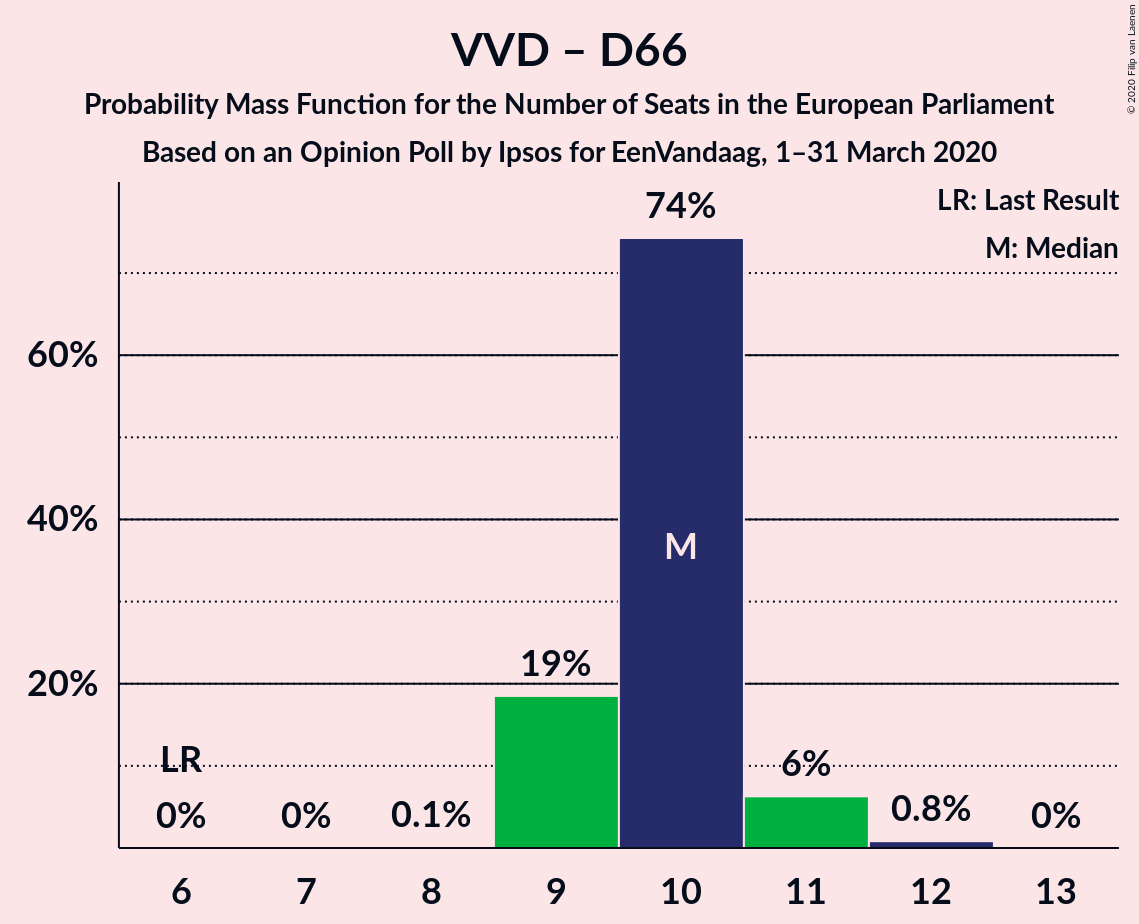 VVD – D66
Probability Mass Function for the Number of Seats in the European Parliament
Based on an Opinion Poll by Ipsos for EenVandaag, 1–31 March 2020
© 2020 Filip van Laenen
LR: Last Result
M: Median
74%
60%
40%
20%
M
19%
LR
6%
0%
0%
0.1%
0.8%
0%
6
7
8
9
10
11
12
13